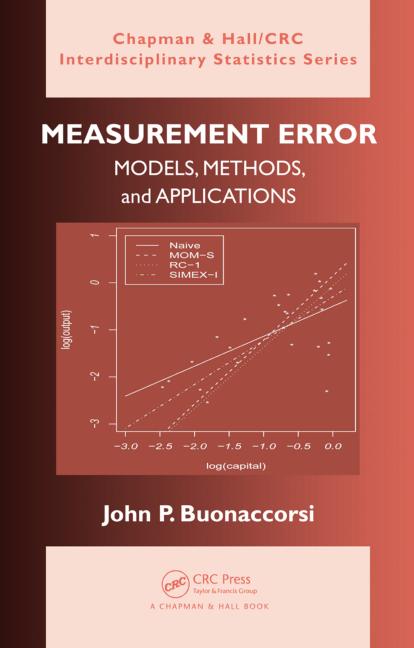 Chapman & Hall/CRC
Interdisciplinary Statistics Series
MEASUREMENT ERROR
MODELS, METHODS,
and APPLICATIONS
Naive
MOM-S
RC-1
SIMEX-I
log(output)
1
0
-1
-2
-3
-3.0 -2.5 -2.0 -1.5 -1.0 -0.5 0.0
log(capital)
John P. Buonaccorsi
CRC CRC Press
Taylor & Francis Group
A CHAPMAN & HALL BOOK